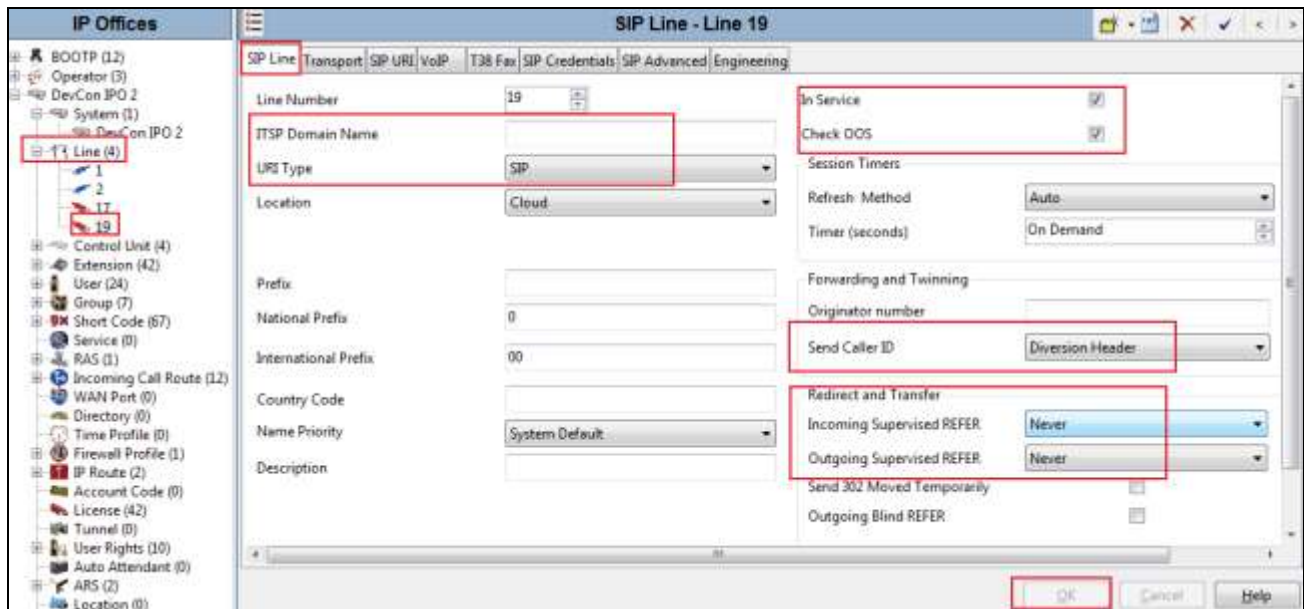 IP Offices
BOOTP (12)
Operator (3)
DevCon IPO 2
System (1)
DevCon IPO 2
Line (4)
1
2
17
19
Control Unit (4)
Extension (42)
User (24)
Group (7)
Short Code (67)
Service (0)
RAS (1)
Incoming Call Route (12)
WAN Port (0)
Directory (0)
Time Profile (0)
Firewall Profile (1)
IP Route (2)
Account Code (0)
License (42)
Tunnel (0)
User Rights (10)
Auto Attendant (0)
ARS (2)
Location (0)
SIP Line - Line 19
SIP Line Transport SIP URI VoIP T38 Fax SIP Credentials SIP Advanced Engineering
Line Number 19
ITSP Domain Name
URI Type SIP
Location Cloud
Prefix
National Prefix 0
International Prefix 00
Country Code
Name Priority System Default
Description
In Service
Check OOS
Session Timers
Refresh Method Auto
Timer (seconds) On Demand
Forwarding and Twinning
Originator number
Send Caller ID Diversion Header
Redirect and Transfer
Incoming Supervised REFER Never
Outgoing Supervised REFER Never
Send 302 Moved Temporarily
Outgoing Blind REFER
OK Cancel Help